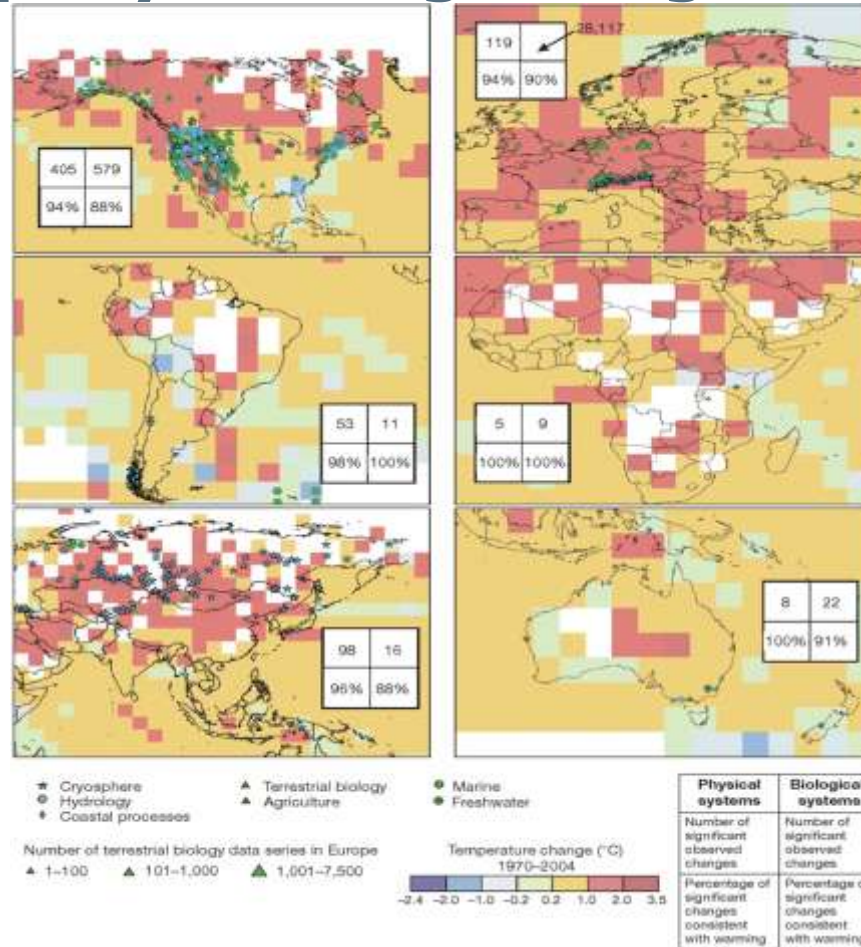 405 579
94% 88%
119 28,117
94% 90%
53 11
98% 100%
5 9
100% 100%
98 16
96% 88%
8 22
100% 91%
Cryosphere
Hydrology
Coastal processes
Terrestrial biology
Agriculture
Marine
Freshwater
Number of terrestrial biology data series in Europe
1–100 101–1,000 1,001–7,500
Temperature change (°C)
1970–2004
−2.4 −2.0 −1.0 −0.2 0.2 1.0 2.0 3.5
Physical
systems
Number of
significant
observed
changes
Percentage of
significant
changes
consistent
with warming
Biological
systems
Number of
significant
observed
changes
Percentage of
significant
changes
consistent
with warming